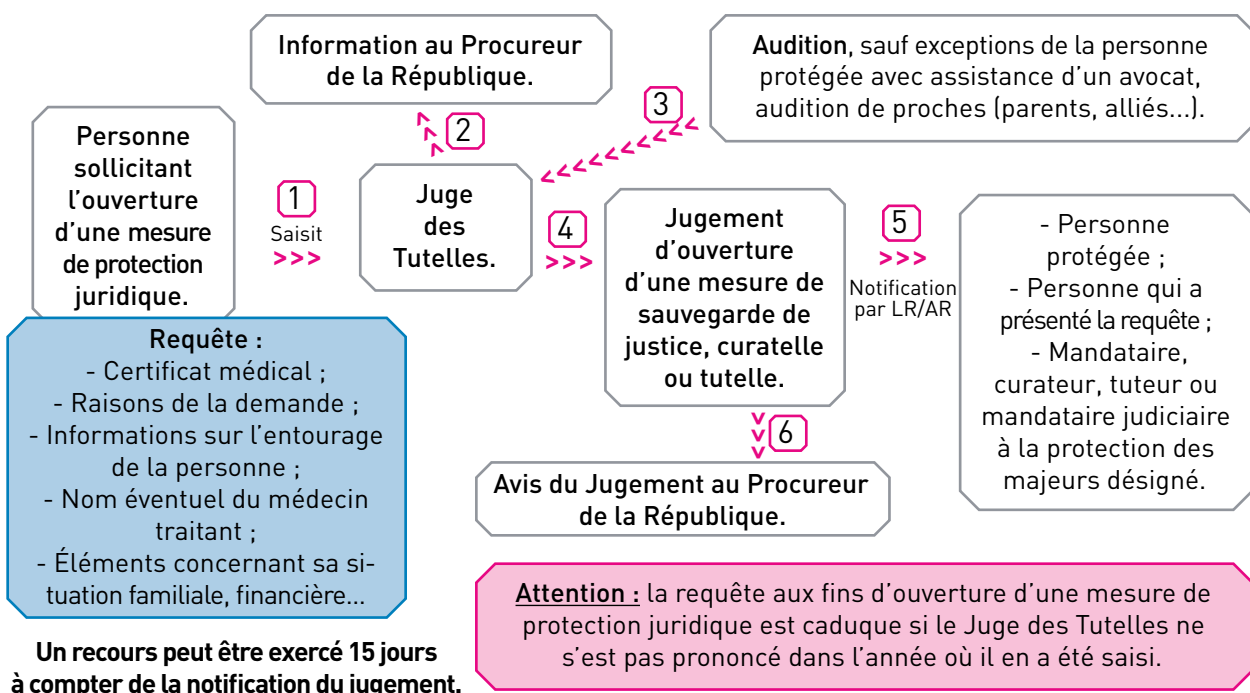 Personne
sollicitant
l'ouverture
d'une mesure
de protection
juridique.
Requête :
- Certificat médical ;
- Raisons de la demande ;
- Informations sur l'entourage
de la personne ;
- Nom éventuel du médecin
traitant ;
- Éléments concernant sa si-
tuation familiale, financière...
Un recours peut être exercé 15 jours
à compter de la notification du jugement.
1
Saisit
>>>
Juge
des
Tutelles.
2
Information au Procureur
de la République.
3
Audition, sauf exceptions de la personne
protégée avec assistance d'un avocat,
audition de proches (parents, alliés...).
4
>>>
Jugement
d'ouverture
d'une mesure de
sauvegarde de
justice, curatelle
ou tutelle.
5
>>>
Notification
par LR/AR
- Personne
protégée ;
- Personne qui a
présenté la requête ;
- Mandataire,
curateur, tuteur ou
mandataire judiciaire
à la protection des
majeurs désigné.
6
Avis du Jugement au Procureur
de la République.
Attention : la requête aux fins d'ouverture d'une mesure de
protection juridique est caduque si le Juge des Tutelles ne
s'est pas prononcé dans l'année où il en a été saisi.